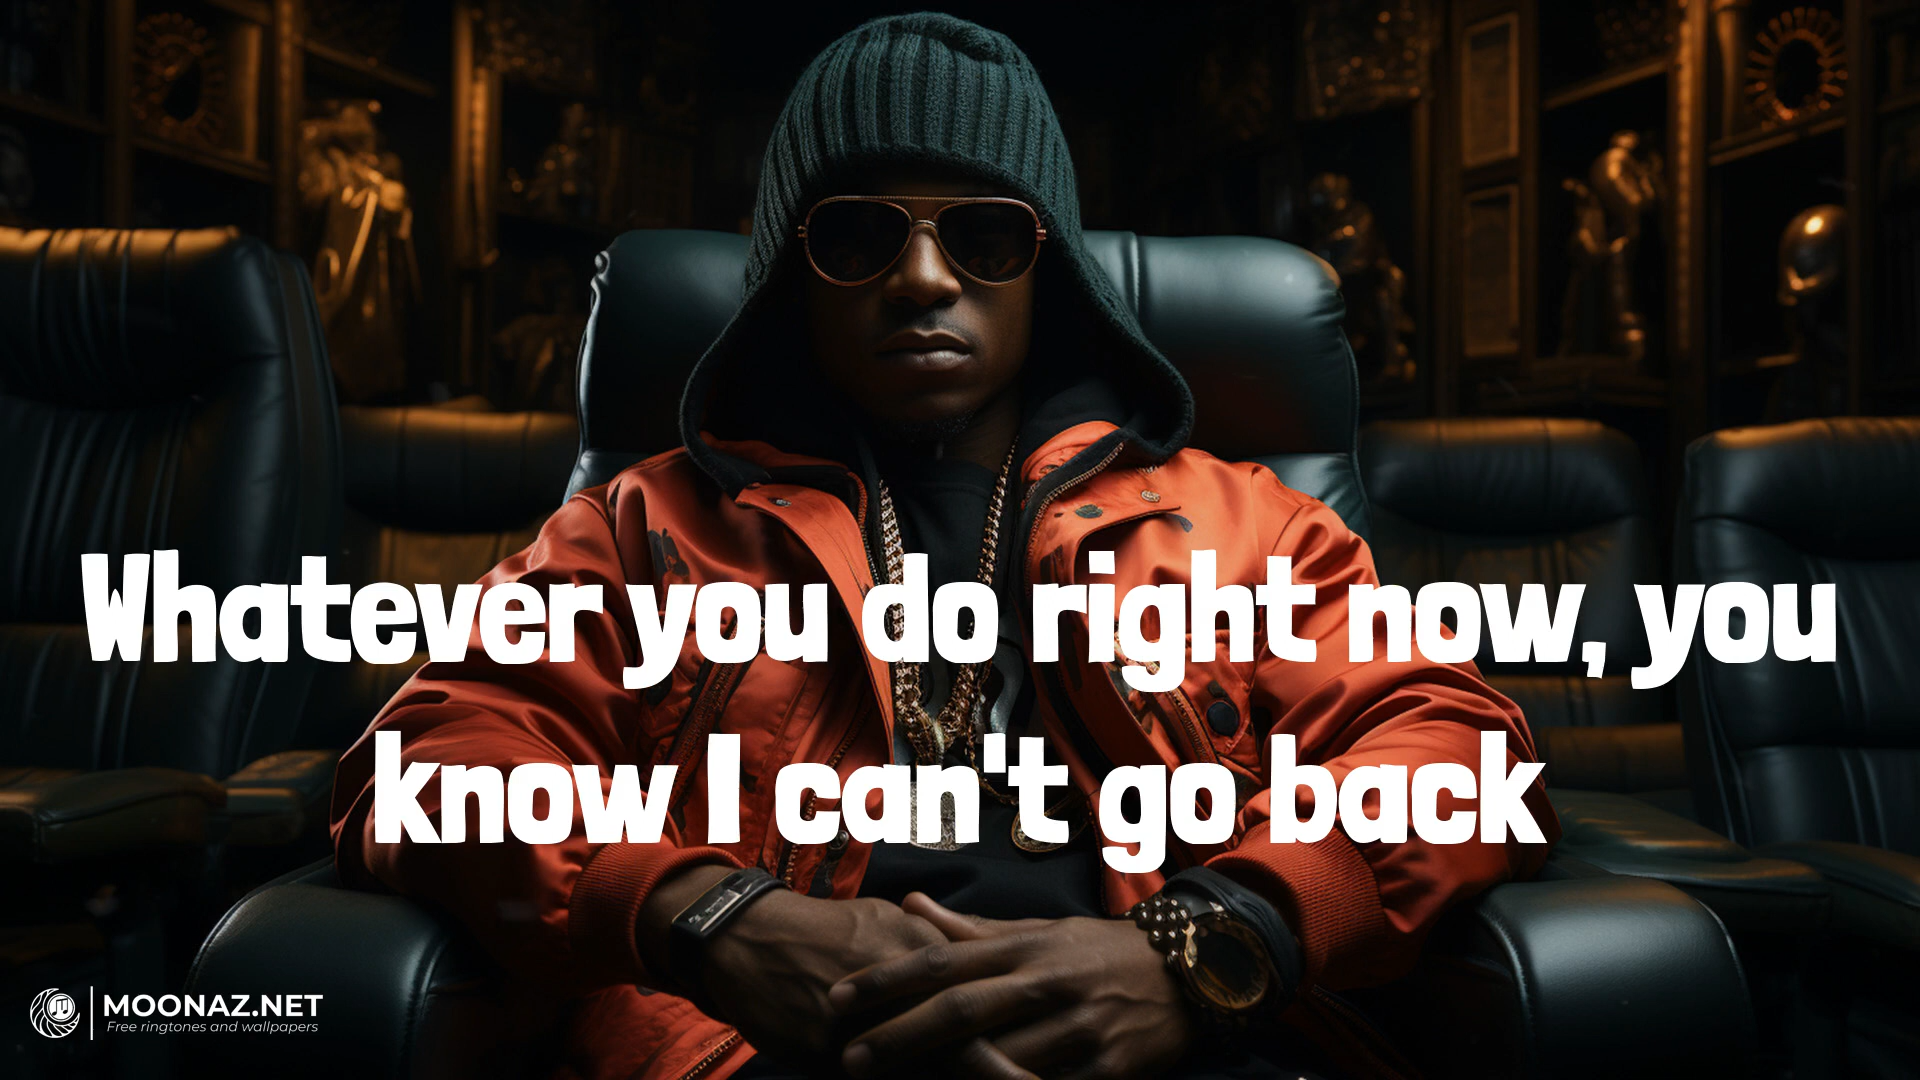 Whatever you do right now, you
know I can't go back
MOONAZ.NET
Free ringtones and wallpapers